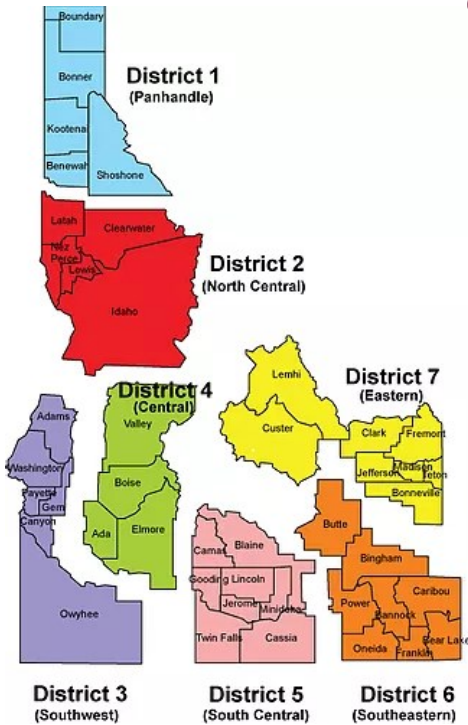 Boundary
Bonner
Kootenai
Benewah
Shoshone
District 1
(Panhandle)
Latah
Clearwater
Nez
Perce
Lewis
Idaho
District 2
(North Central)
District 4
(Central)
Valley
Boise
Ada
Elmore
Adams
Washington
Payette
Gem
Canyon
Owyhee
District 3
(Southwest)
Lemhi
Custer
District 7
(Eastern)
Clark
Fremont
Jefferson
Madison
Teton
Bonneville
Blaine
Camas
Gooding
Lincoln
Jerome
Minidoka
Twin Falls
Cassia
District 5
(South Central)
Butte
Bingham
Caribou
Power
Bannock
Bear Lake
Oneida
Franklin
District 6
(Southeastern)